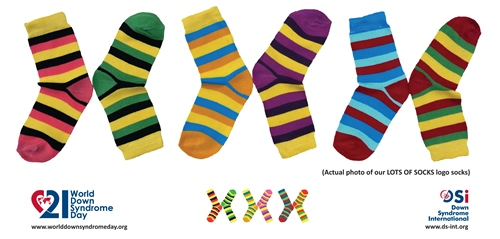 (Actual photo of our LOTS OF SOCKS logo socks)
21 World
Down
Syndrome
Day
www.worlddownsyndromeday.org
DSi
Down
Syndrome
International
www.ds-int.org